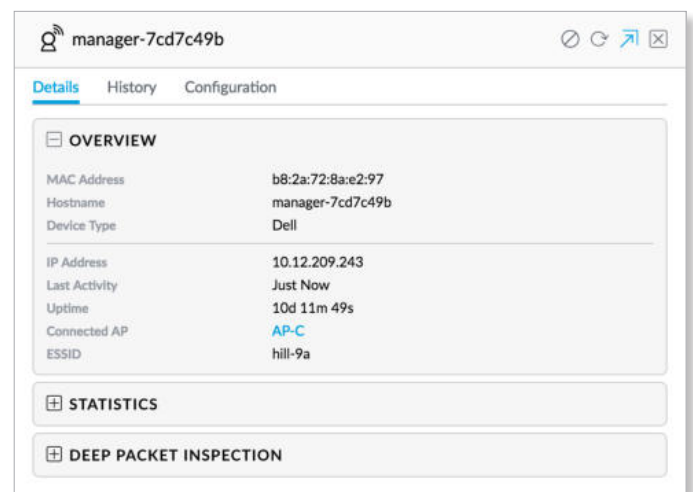 manager-7cd7c49b
Details History Configuration
OVERVIEW
MAC Address b8:2a:72:8a:e2:97
Hostname manager-7cd7c49b
Device Type Dell
IP Address 10.12.209.243
Last Activity Just Now
Uptime 10d 11m 49s
Connected AP AP-C
ESSID hill-9a
STATISTICS
DEEP PACKET INSPECTION